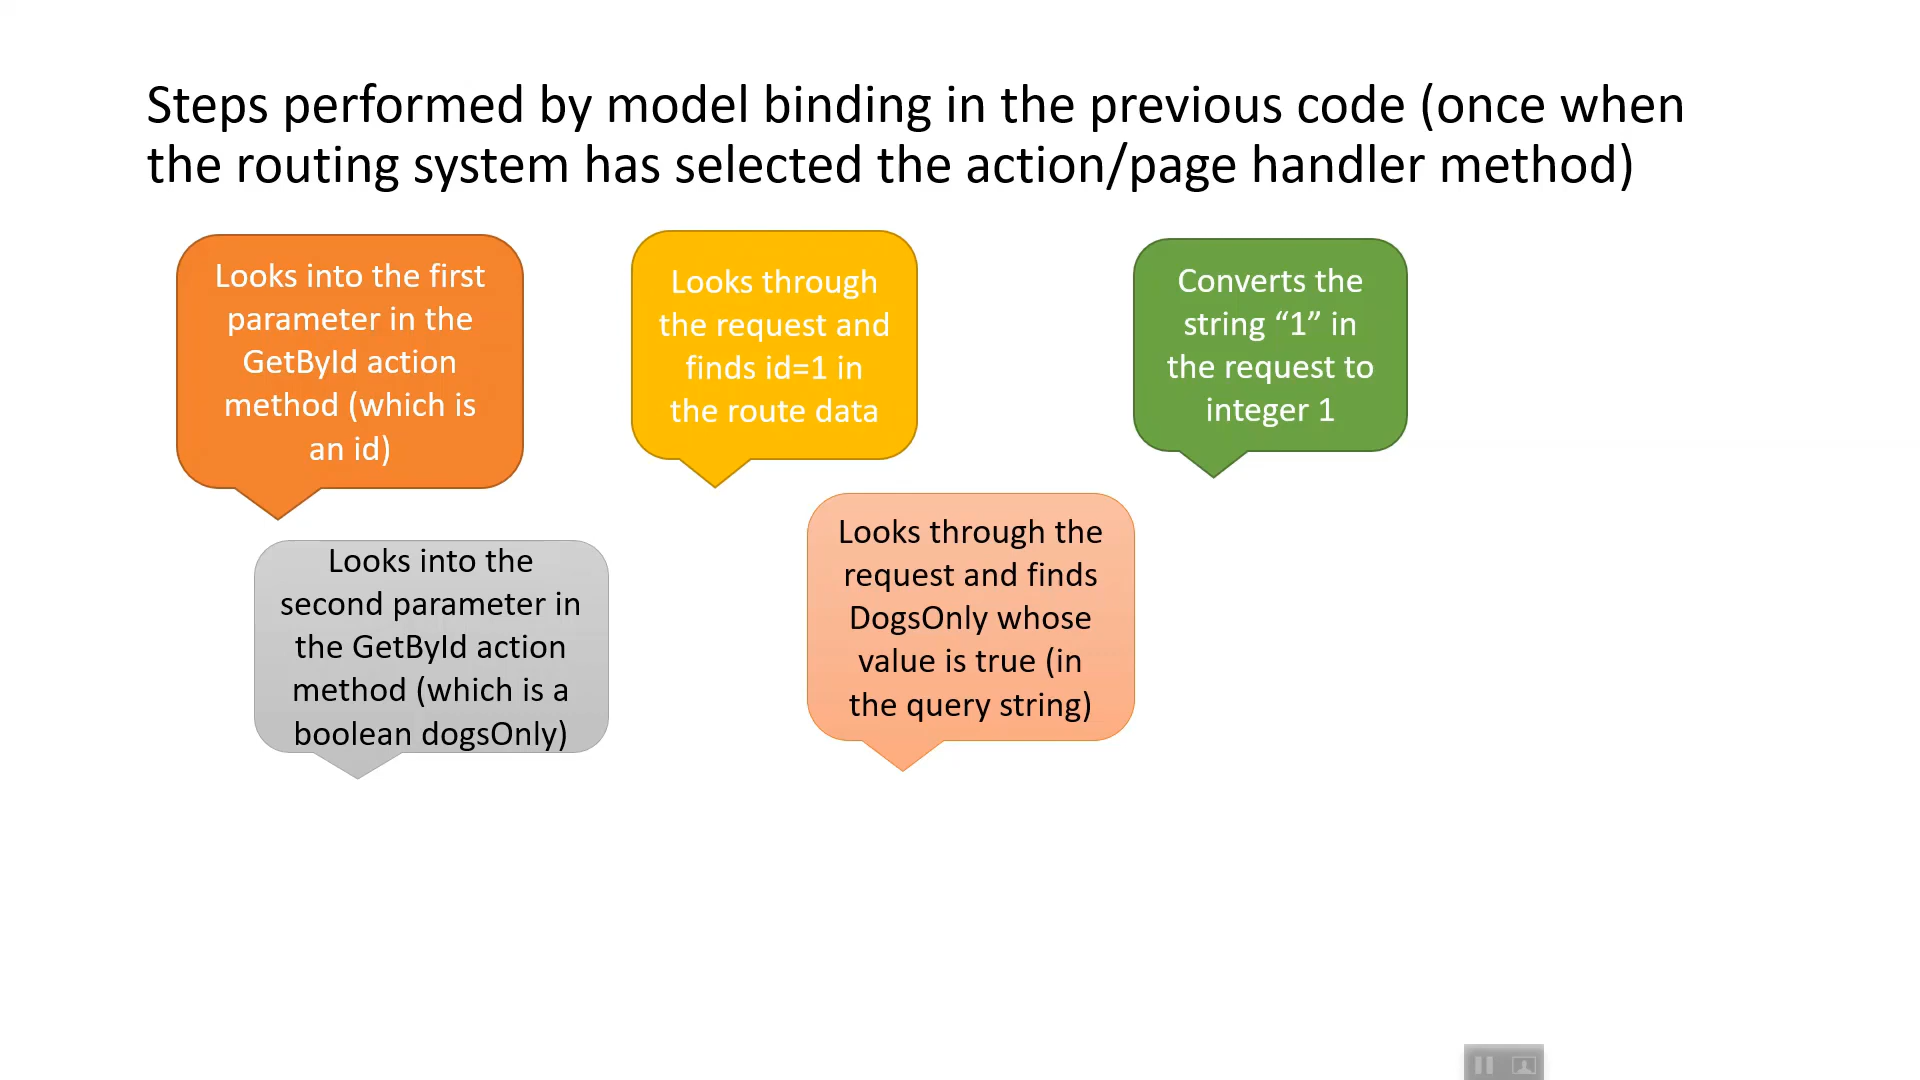 Steps performed by model binding in the previous code (once when
the routing system has selected the action/page handler method)
Looks into the first
parameter in the
GetById action
method (which is
an id)
Looks through
the request and
finds id=1 in
the route data
Converts the
string “1” in
the request to
integer 1
Looks into the
second parameter in
the GetById action
method (which is a
boolean dogsOnly)
Looks through the
request and finds
DogsOnly whose
value is true (in
the query string)